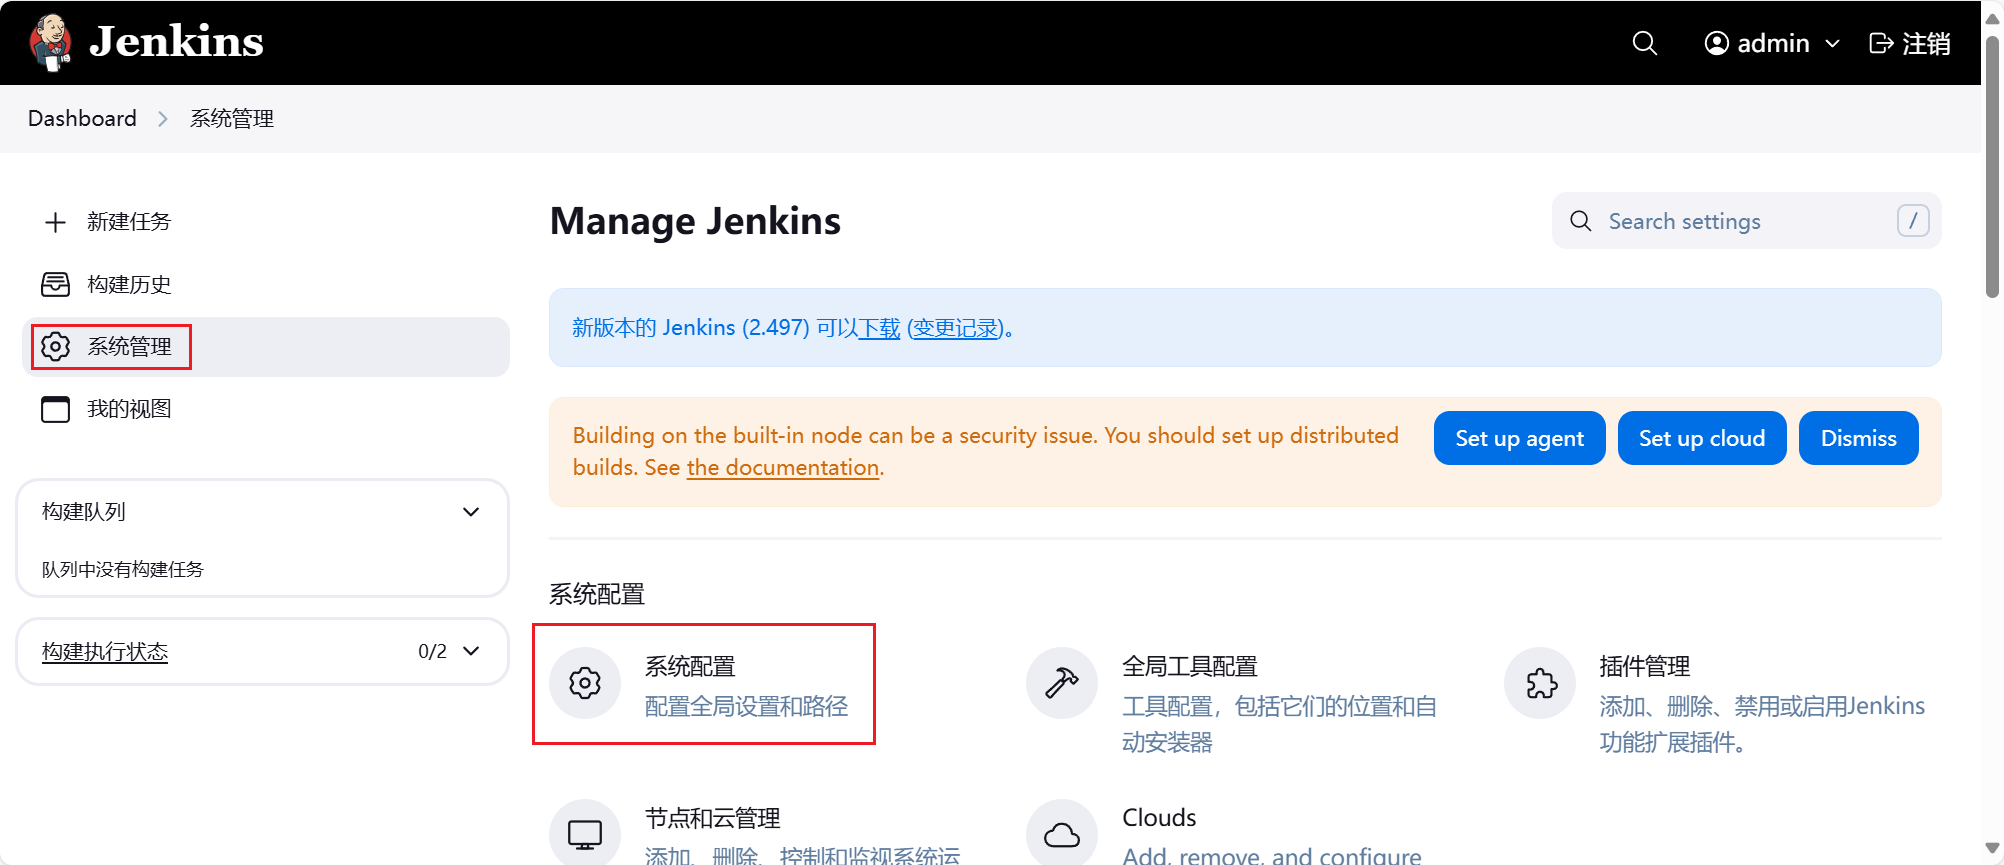 Jenkins
admin
注销
Dashboard
系统管理
新建任务
构建历史
系统管理
我的视图
构建队列
队列中没有构建任务
构建执行状态
0/2
Manage Jenkins
Search settings
/
新版本的 Jenkins (2.497) 可以下载 (变更记录)。
Building on the built-in node can be a security issue. You should set up distributed
builds. See the documentation.
Set up agent
Set up cloud
Dismiss
系统配置
系统配置
配置全局设置和路径
全局工具配置
工具配置，包括它们的位置和自
动安装器
插件管理
添加、删除、禁用或启用Jenkins
功能扩展插件。
节点和云管理
添加、删除、控制和监视系统运
Clouds
Add, remove, and configure